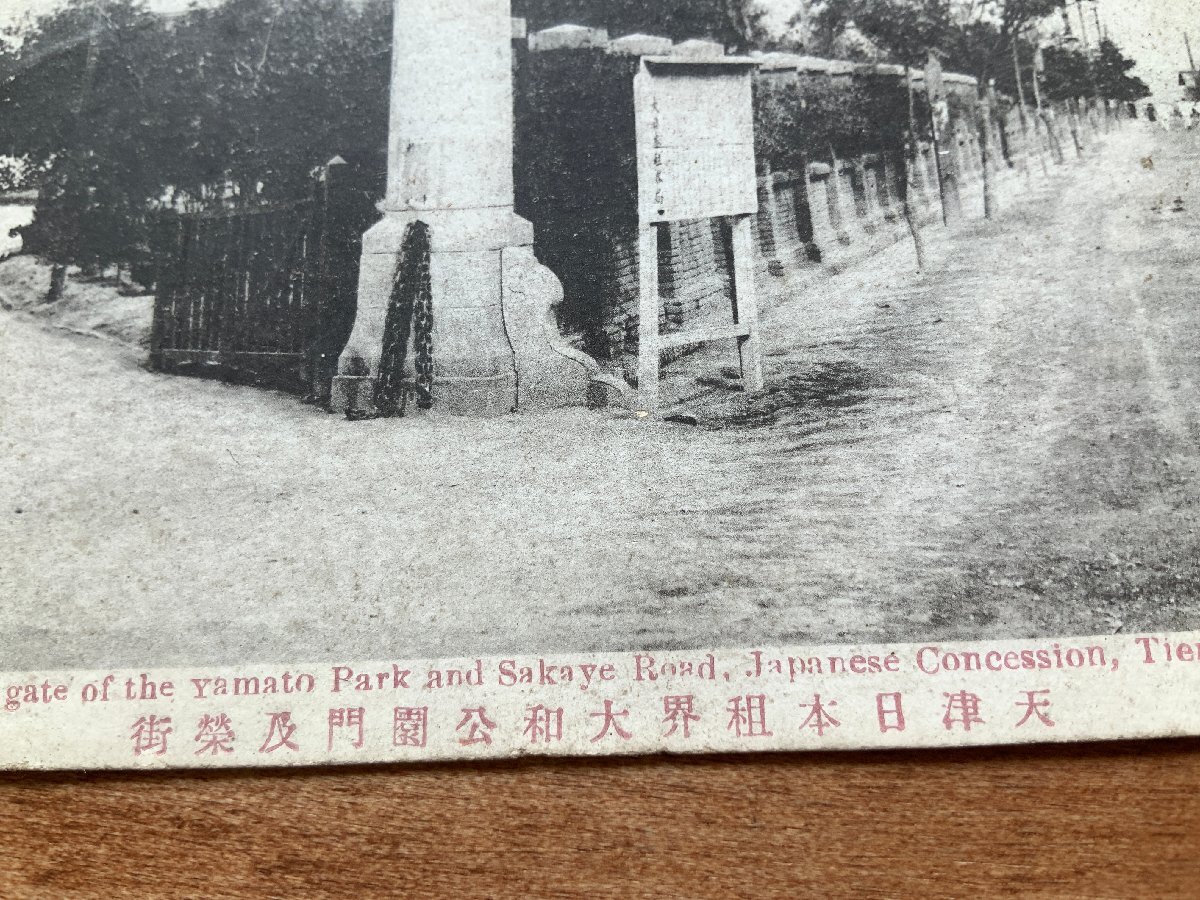 gate of the Yamato Park and Sakaye Road, Japanese Concession, Tien
天津日本租界大和公園門及榮街